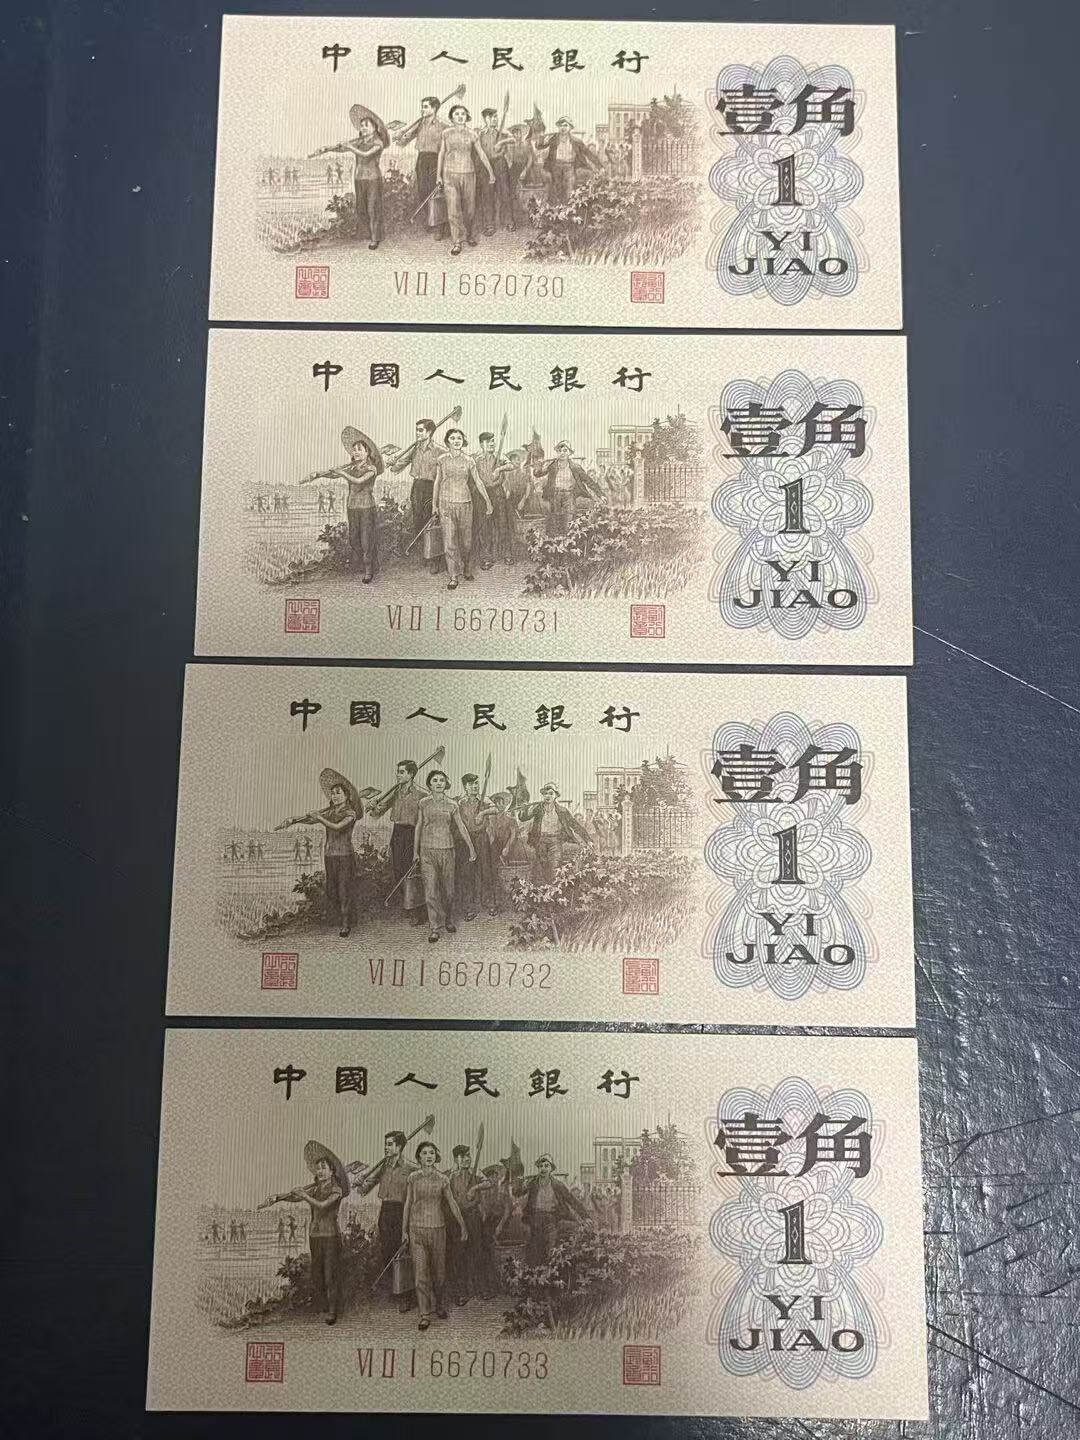 中國人民銀行
壹角
1
YI
JIAO
VI II I 6670730
中國人民銀行
壹角
1
YI
JIAO
VI II I 6670731
中國人民銀行
壹角
1
YI
JIAO
VI II I 6670732
中國人民銀行
壹角
1
YI
JIAO
VI II I 6670733